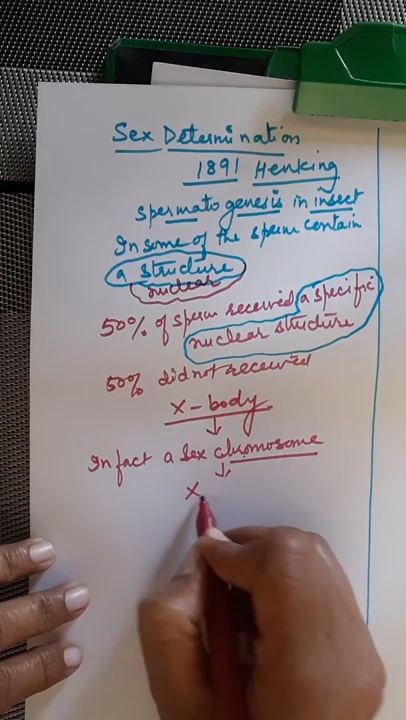 Sex Determination
1891 Henking
Spermatogenesis in insect
In some of the sperm contain
a structure
nuclear
50% of sperm received a specific
nuclear structure
50% did not received
X-body
↓
In fact a Sex chromosome
↓
X